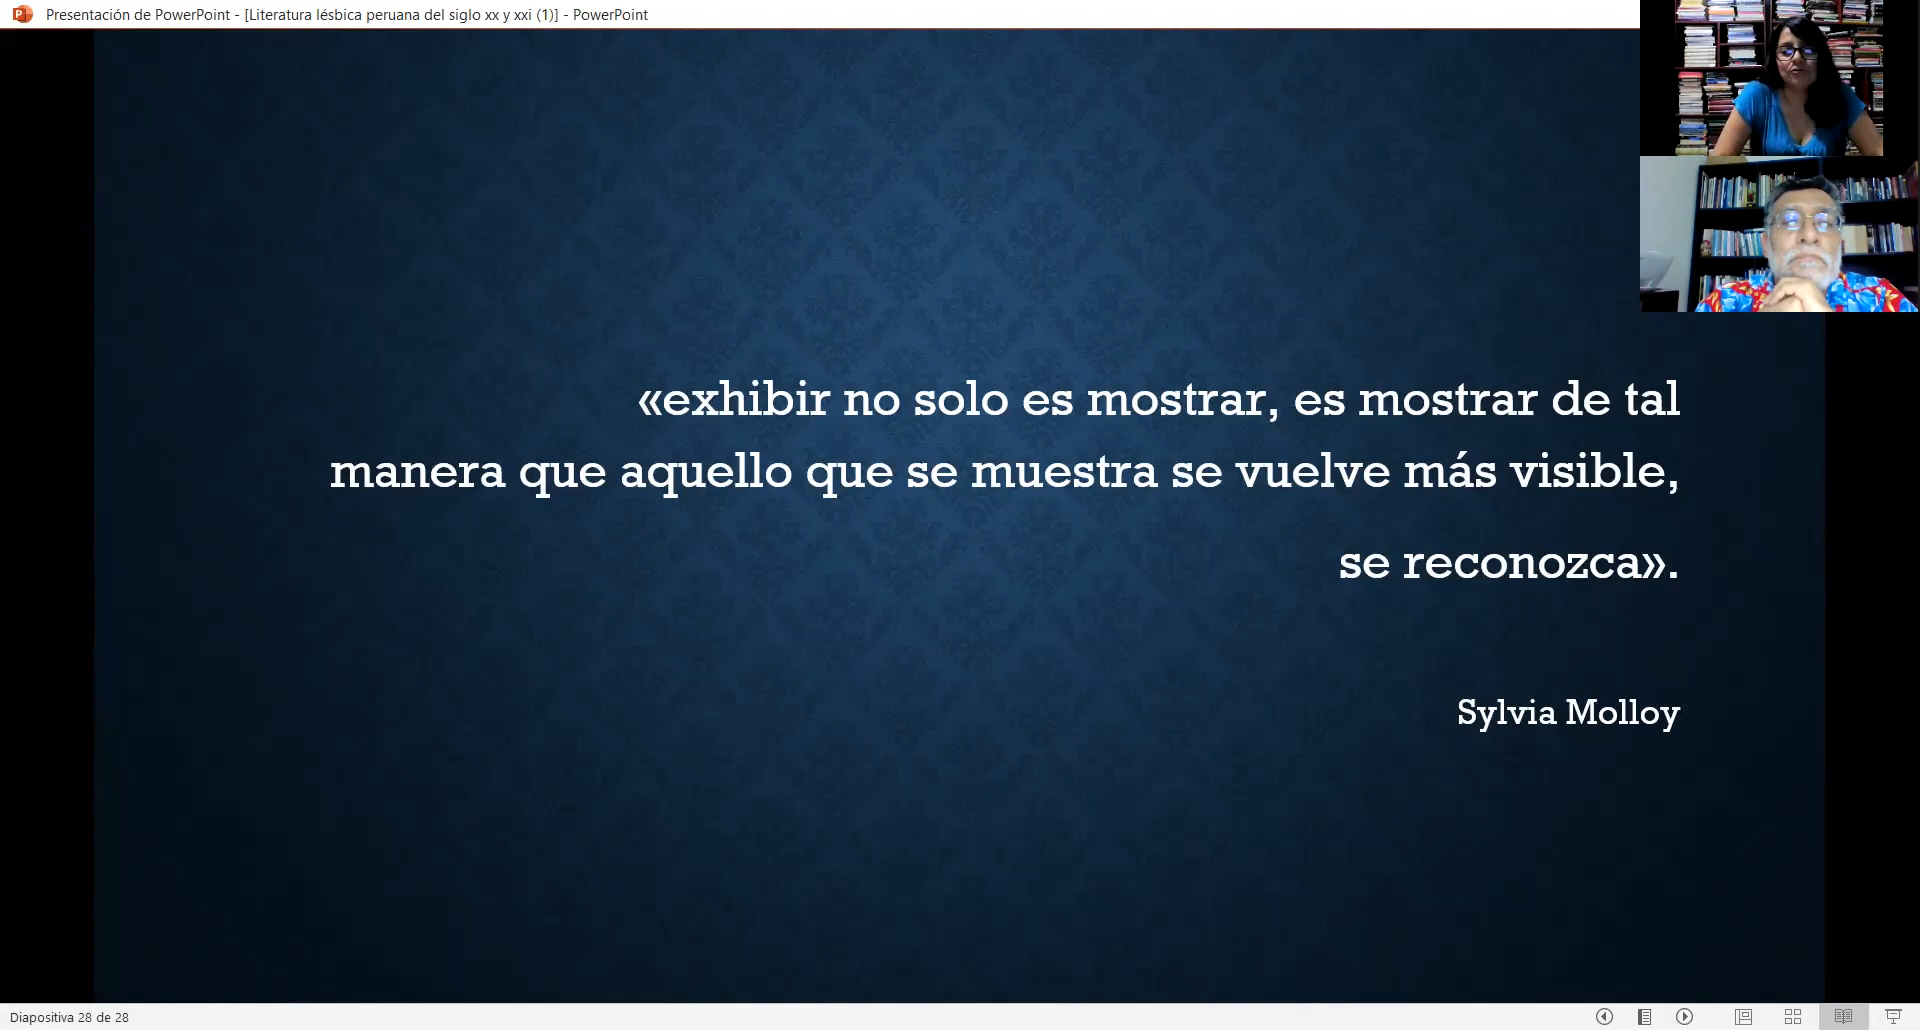 Presentación de PowerPoint - [Literatura lésbica peruana del siglo xx y xxi (1)] - PowerPoint
«exhibir no solo es mostrar, es mostrar de tal
manera que aquello que se muestra se vuelve más visible,
se reconozca».
Sylvia Molloy
Diapositiva 28 de 28